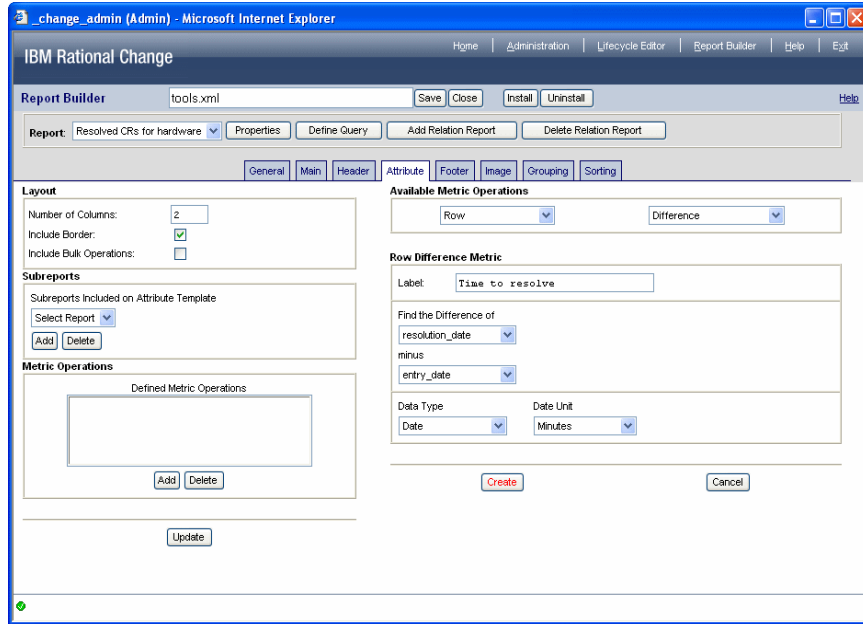 _change_admin (Admin) - Microsoft Internet Explorer
IBM Rational Change
Home | Administration | Lifecycle Editor | Report Builder | Help | Exit
Report Builder tools.xml Save Close Install Uninstall Help
Report: Resolved CRs for hardware Properties Define Query Add Relation Report Delete Relation Report
General Main Header Attribute Footer Image Grouping Sorting
Layout
Number of Columns: 2
Include Border:
Include Bulk Operations:
Subreports
Subreports Included on Attribute Template
Select Report
Add Delete
Metric Operations
Defined Metric Operations
Add Delete
Update
Available Metric Operations
Row Difference
Row Difference Metric
Label: Time to resolve
Find the Difference of
resolution_date
minus
entry_date
Data Type Date Unit
Date Minutes
Create Cancel